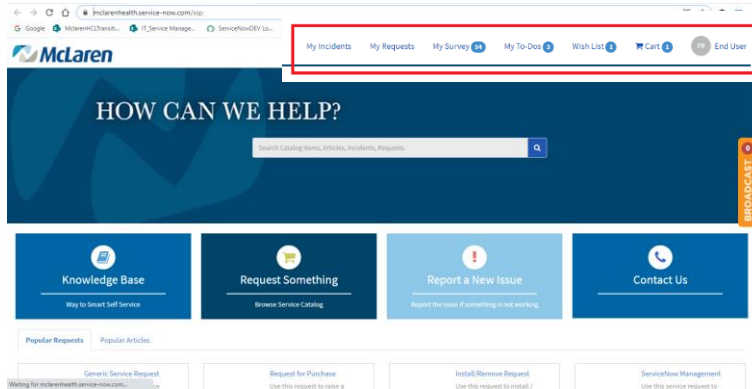 mclarenhealth.service-now.com/ssp
Google MclarenHCLTransiti... IT_Service Manage... ServiceNowDEV Lo...
McLaren
My Incidents My Requests My Survey 54 My To-Dos 2 Wish List 1 Cart 1 EU End User
HOW CAN WE HELP?
Search Catalog Items, Articles, Incidents, Requests
0
BROADCAST
Knowledge Base
Way to Smart Self Service
Request Something
Browse Service Catalog
Report a New Issue
Report the issue if something is not working
Contact Us
Popular Requests Popular Articles
Generic Service Request
Request for Purchase
Use this request to raise a
Install/Remove Request
Use this request to install /
ServiceNow Management
Use this service request to
Waiting for mclarenhealth.service-now.com...